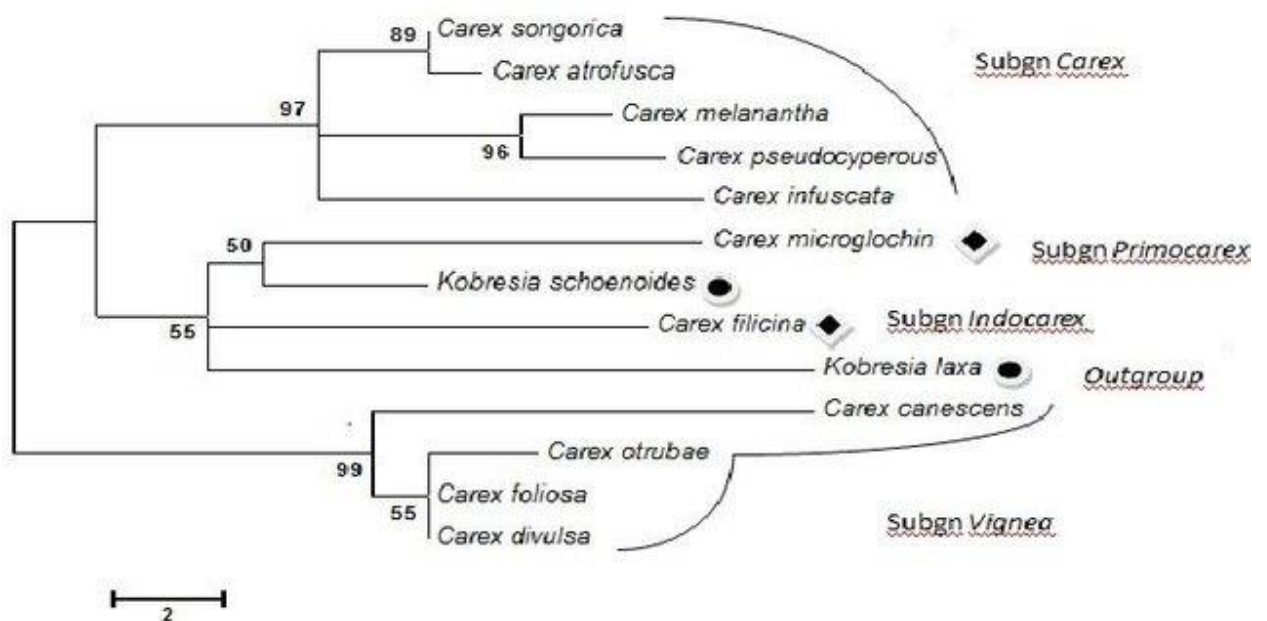 89 Carex songorica
Carex atrofusca
Subgn Carex
97
Carex melanantha
96 Carex pseudocyperous
Carex infuscata
50 Carex microglochin
Subgn Primocarex
Kobresia schoenoides
55 Carex filicina
Subgn Indocarex
Kobresia laxa
Outgroup
Carex canescens
99 Carex otrubae
Carex foliosa
55
Carex divulsa
Subgn Vignea
2